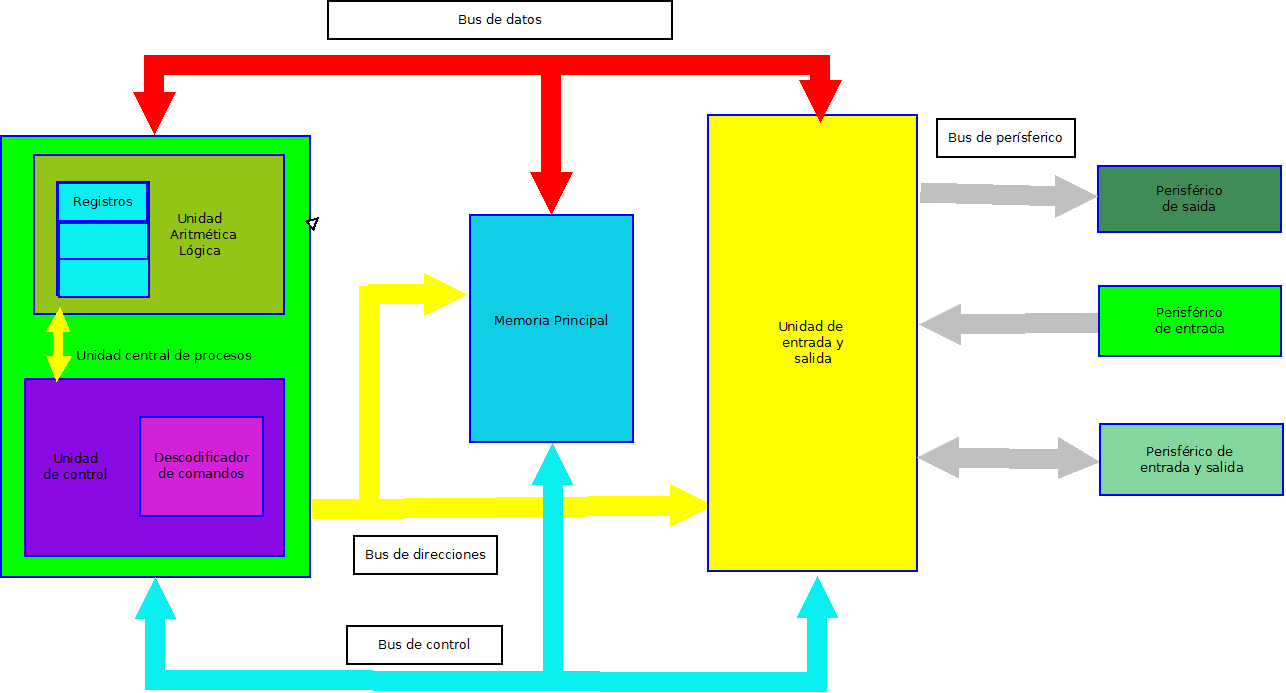 Bus de datos
Bus de perísferico
Registros
Unidad
Aritmética
Lógica
Unidad central de procesos
Unidad
de control
Descodificador
de comandos
Memoria Principal
Unidad de
entrada y
salida
Perisférico
de saida
Perisférico
de entrada
Perisférico de
entrada y salida
Bus de direcciones
Bus de control